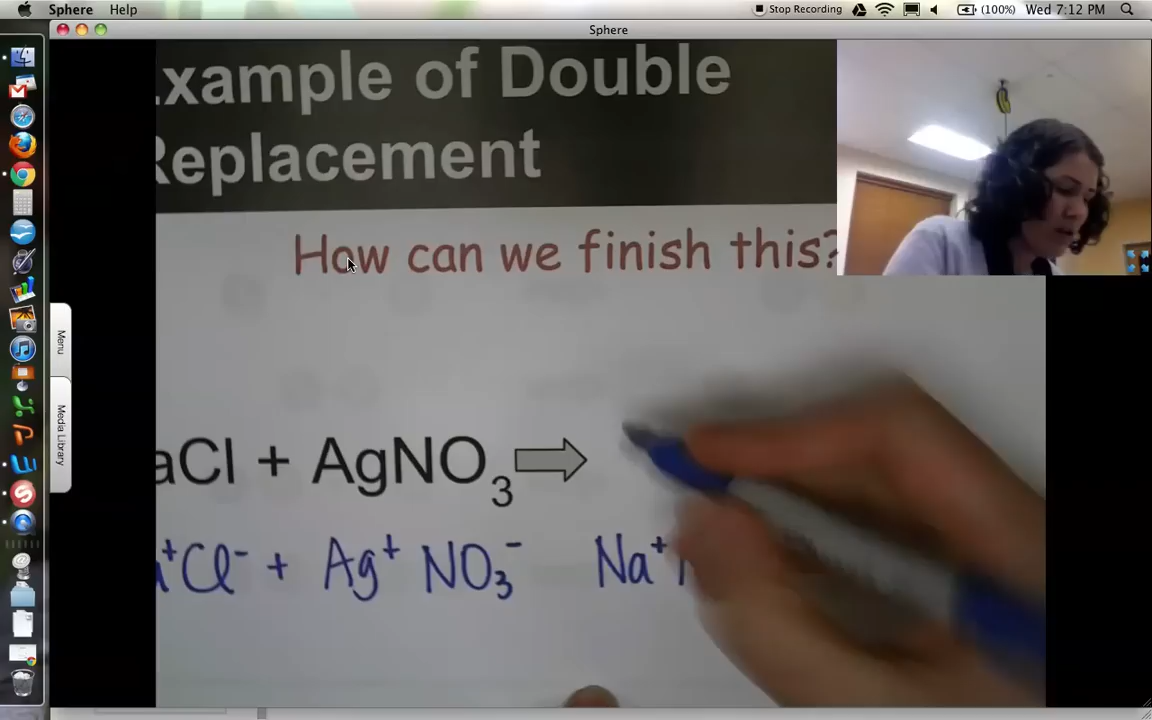 Sphere Help Stop Recording (100%) Wed 7:12 PM
Sphere
xample of Double
Replacement
How can we finish this?
Menu
Media Library
aCl + AgNO₃
⁺Cl⁻ + Ag⁺ NO₃⁻ Na⁺